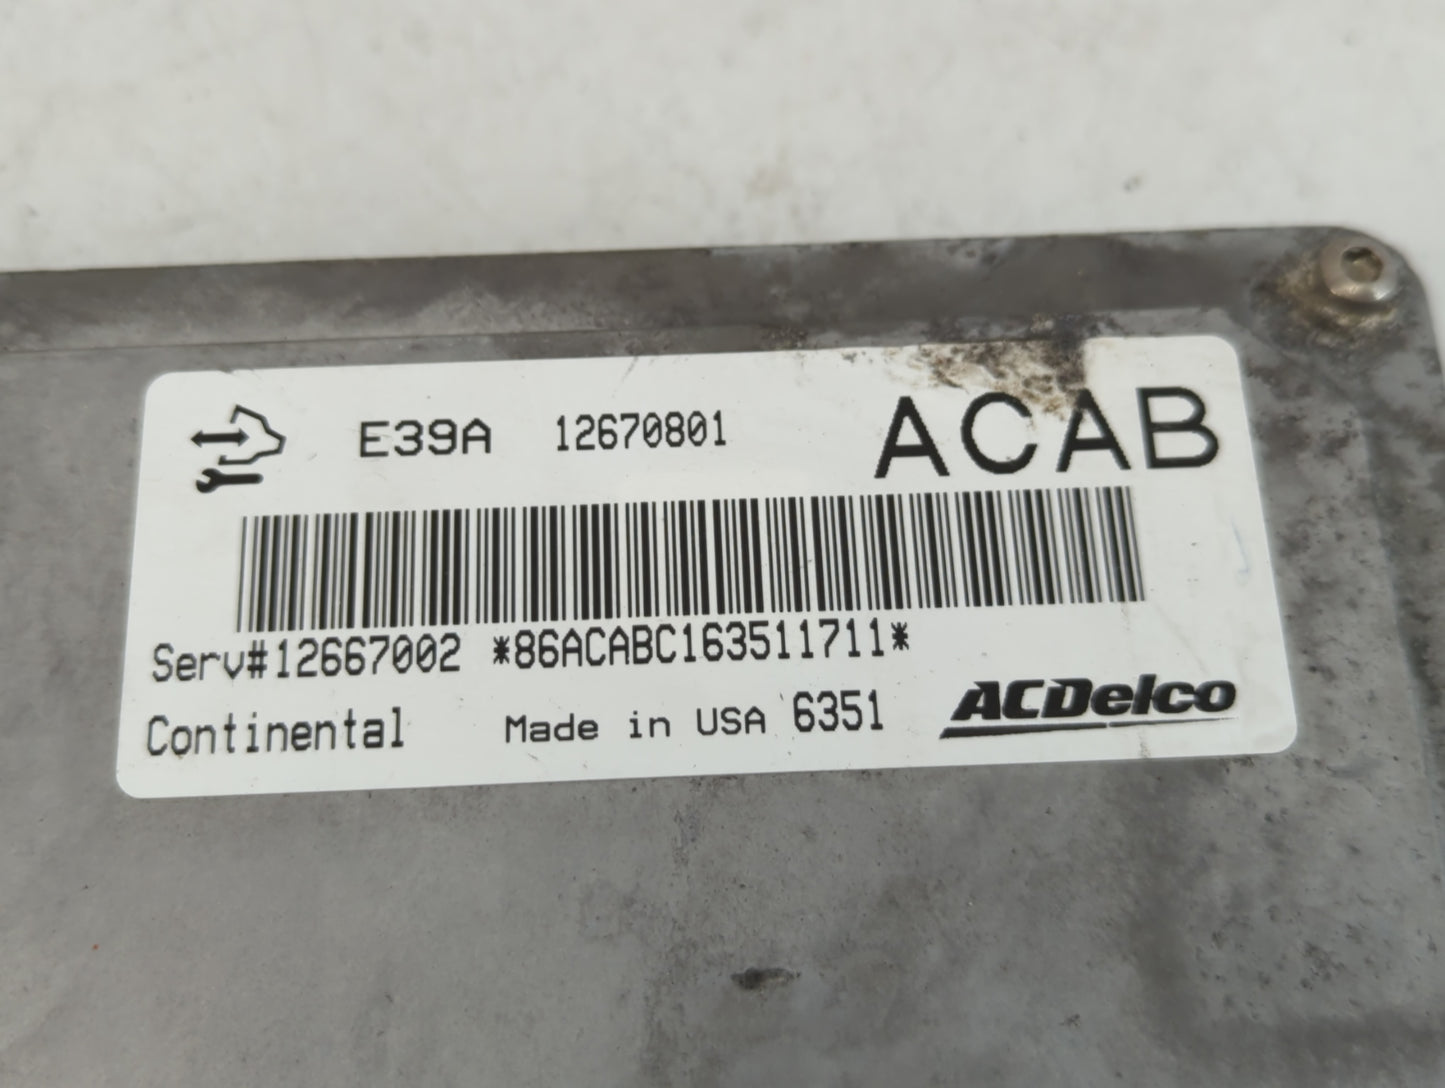 E39A 12670801 ACAB
Serv#12667002 *86ACABC163511711*
Continental Made in USA 6351 ACDelco